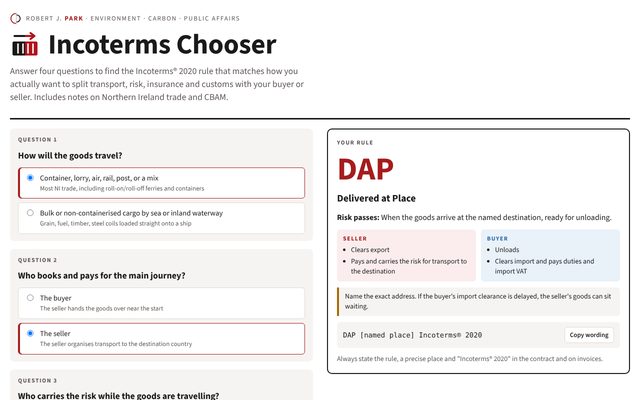 ROBERT J. PARK · ENVIRONMENT · CARBON · PUBLIC AFFAIRS
Incoterms Chooser
Answer four questions to find the Incoterms® 2020 rule that matches how you
actually want to split transport, risk, insurance and customs with your buyer or
seller. Includes notes on Northern Ireland trade and CBAM.
QUESTION 1
How will the goods travel?
Container, lorry, air, rail, post, or a mix
Most NI trade, including roll-on/roll-off ferries and containers
Bulk or non-containerised cargo by sea or inland waterway
Grain, fuel, timber, steel coils loaded straight onto a ship
QUESTION 2
Who books and pays for the main journey?
The buyer
The seller hands the goods over near the start
The seller
The seller organises transport to the destination country
QUESTION 3
Who carries the risk while the goods are travelling?
YOUR RULE
DAP
Delivered at Place
Risk passes: When the goods arrive at the named destination, ready for unloading.
SELLER
• Clears export
• Pays and carries the risk for transport to
the destination
BUYER
• Unloads
• Clears import and pays duties and
import VAT
Name the exact address. If the buyer's import clearance is delayed, the seller's goods can sit
waiting.
DAP [named place] Incoterms® 2020
Copy wording
Always state the rule, a precise place and "Incoterms® 2020" in the contract and on invoices.